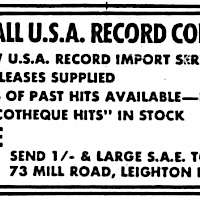 ALL U.S.A. RECORD CO
U.S.A. RECORD IMPORT
LEASES SUPPLIED
OF PAST HITS AVAILABLE—
COTHEQUE HITS" IN STOCK
SEND 1/- & LARGE S.A.E. T
73 MILL ROAD, LEIGHTON